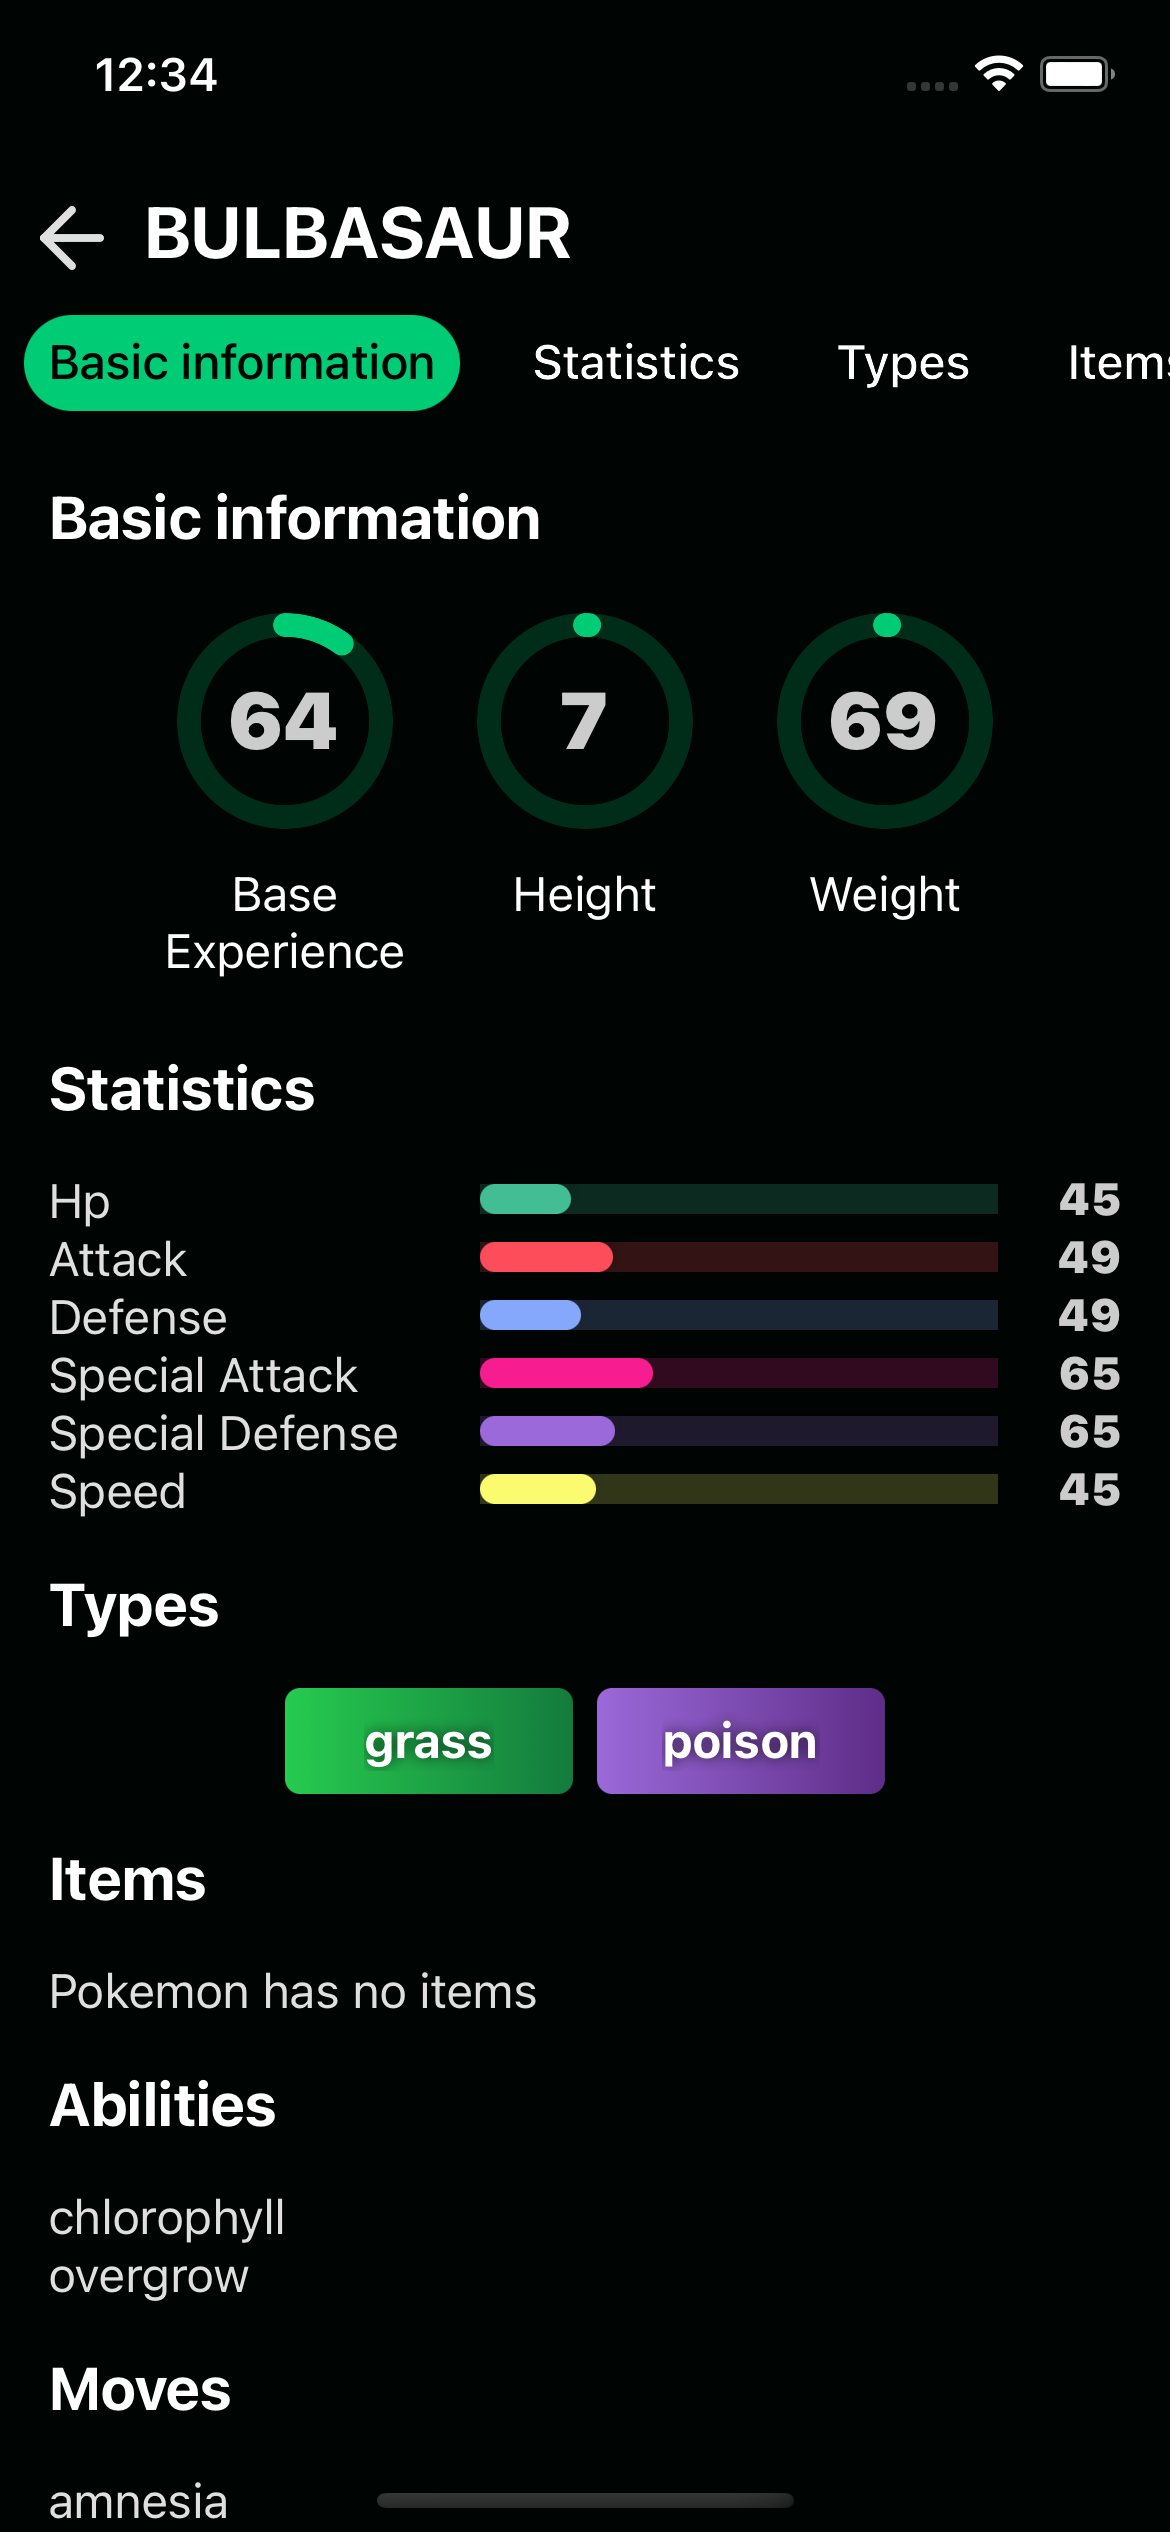 12:34
BULBASAUR
Basic information Statistics Types Items
Basic information
64 7 69
Base Experience Height Weight
Statistics
Hp 45
Attack 49
Defense 49
Special Attack 65
Special Defense 65
Speed 45
Types
grass poison
Items
Pokemon has no items
Abilities
chlorophyll
overgrow
Moves
amnesia